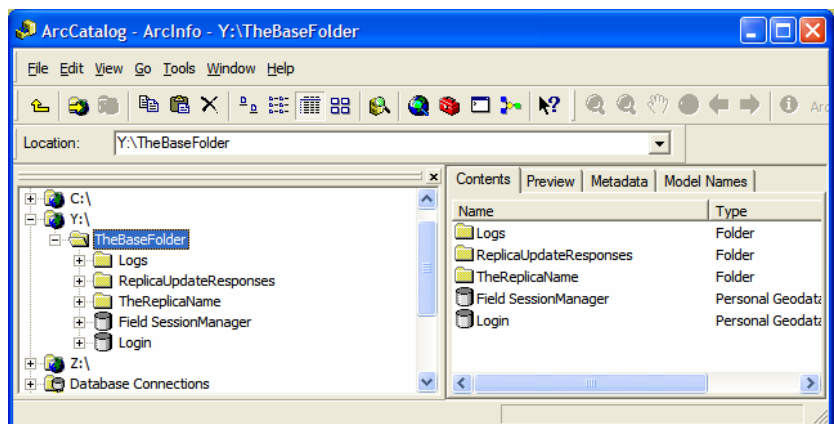 ArcCatalog - ArcInfo - Y:\TheBaseFolder
File Edit View Go Tools Window Help
Location: Y:\TheBaseFolder
C:\
Y:\
TheBaseFolder
Logs
ReplicaUpdateResponses
TheReplicaName
Field SessionManager
Login
Z:\
Database Connections
Contents Preview Metadata Model Names
Name Type
Logs Folder
ReplicaUpdateResponses Folder
TheReplicaName Folder
Field SessionManager Personal Geodata
Login Personal Geodata